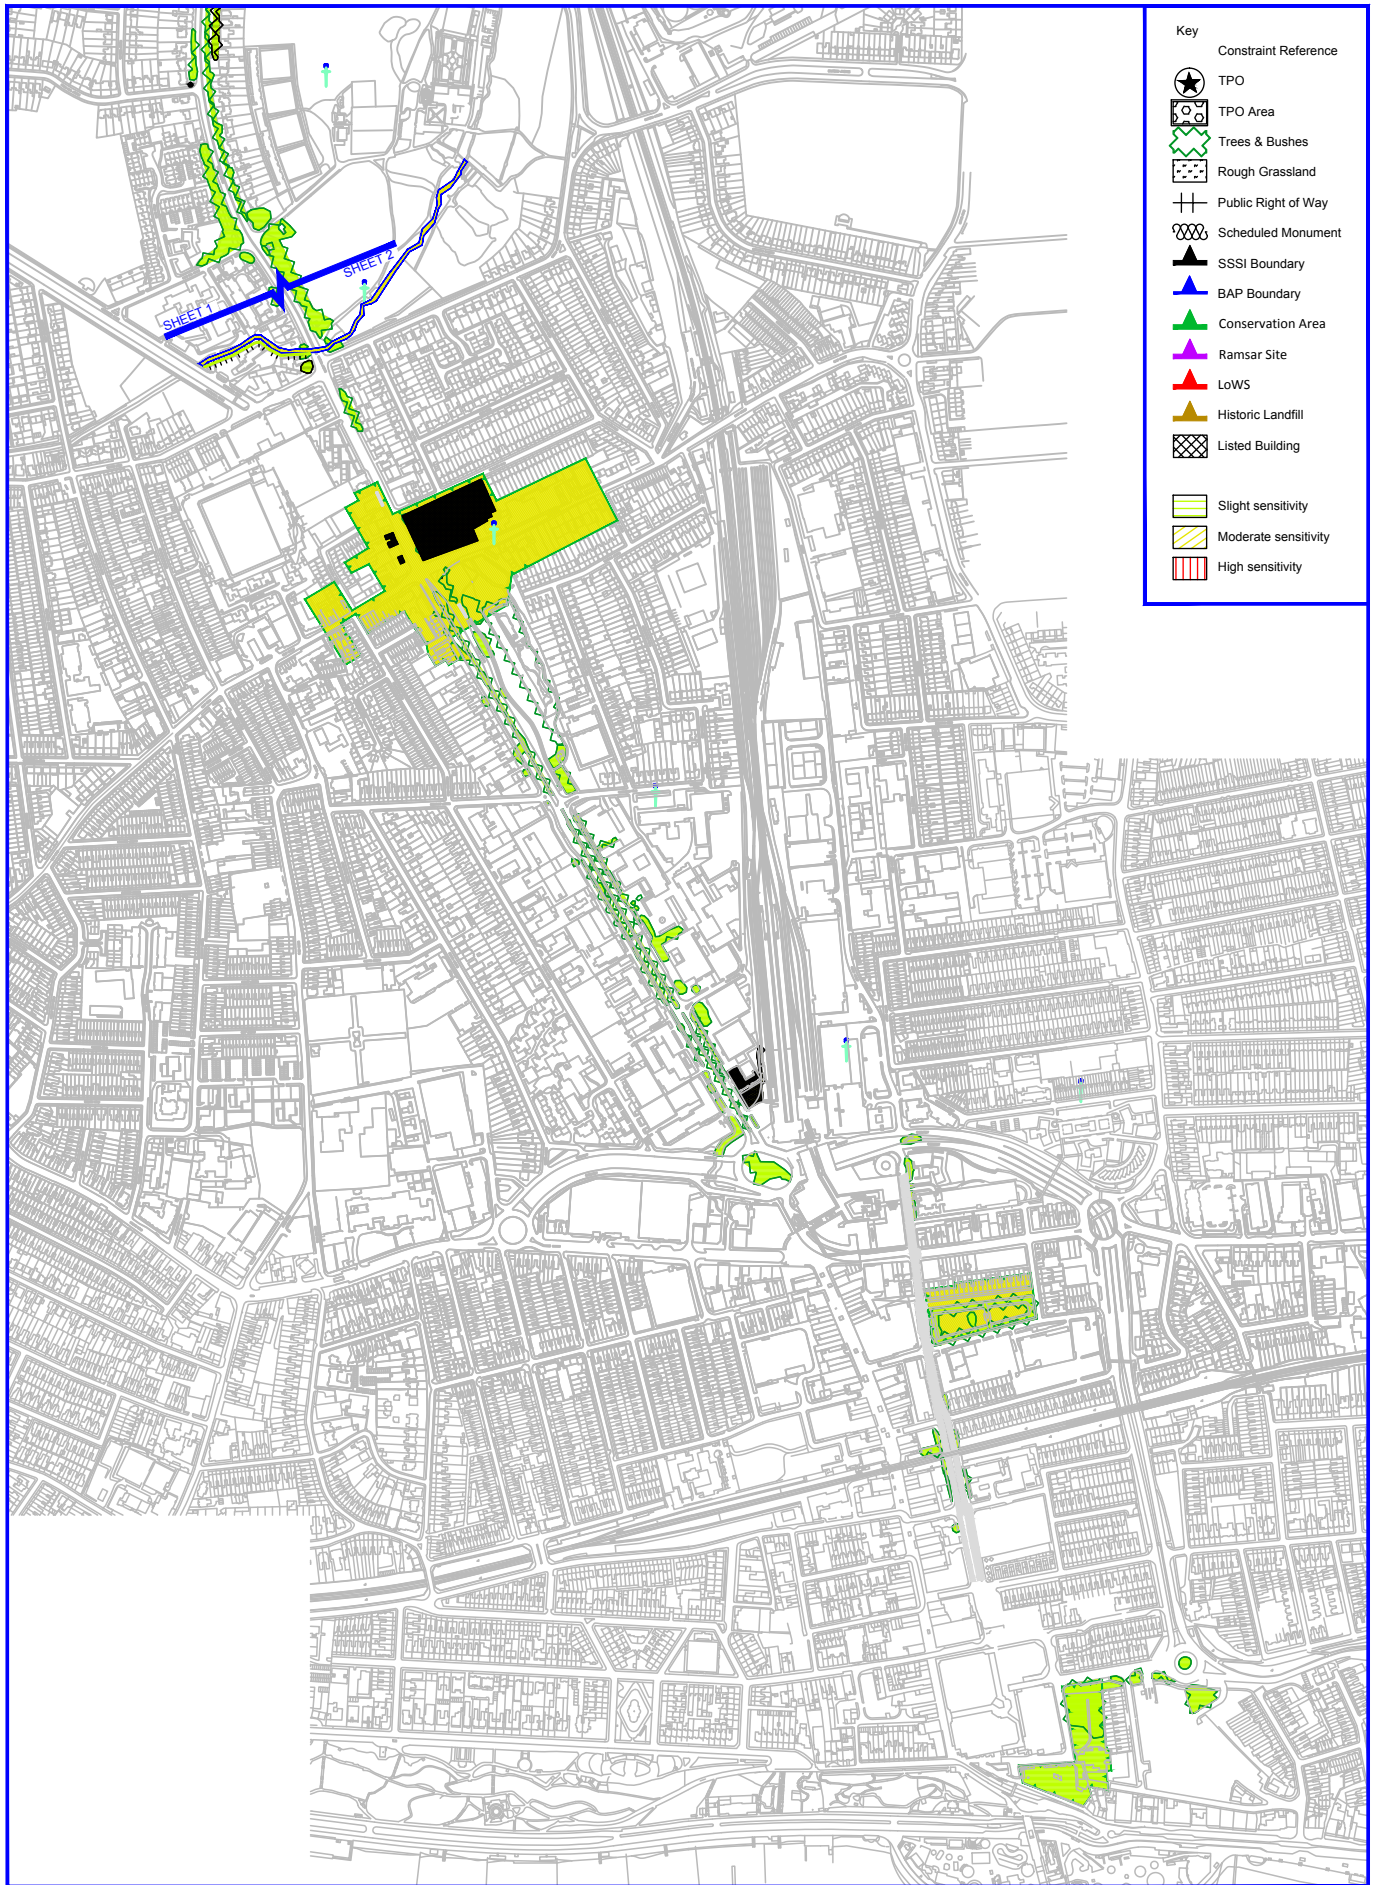 Key
Constraint Reference
TPO
TPO Area
Trees & Bushes
Rough Grassland
Public Right of Way
Scheduled Monument
SSSI Boundary
BAP Boundary
Conservation Area
Ramsar Site
LoWS
Historic Landfill
Listed Building
Slight sensitivity
Moderate sensitivity
High sensitivity
SHEET 2
SHEET 1